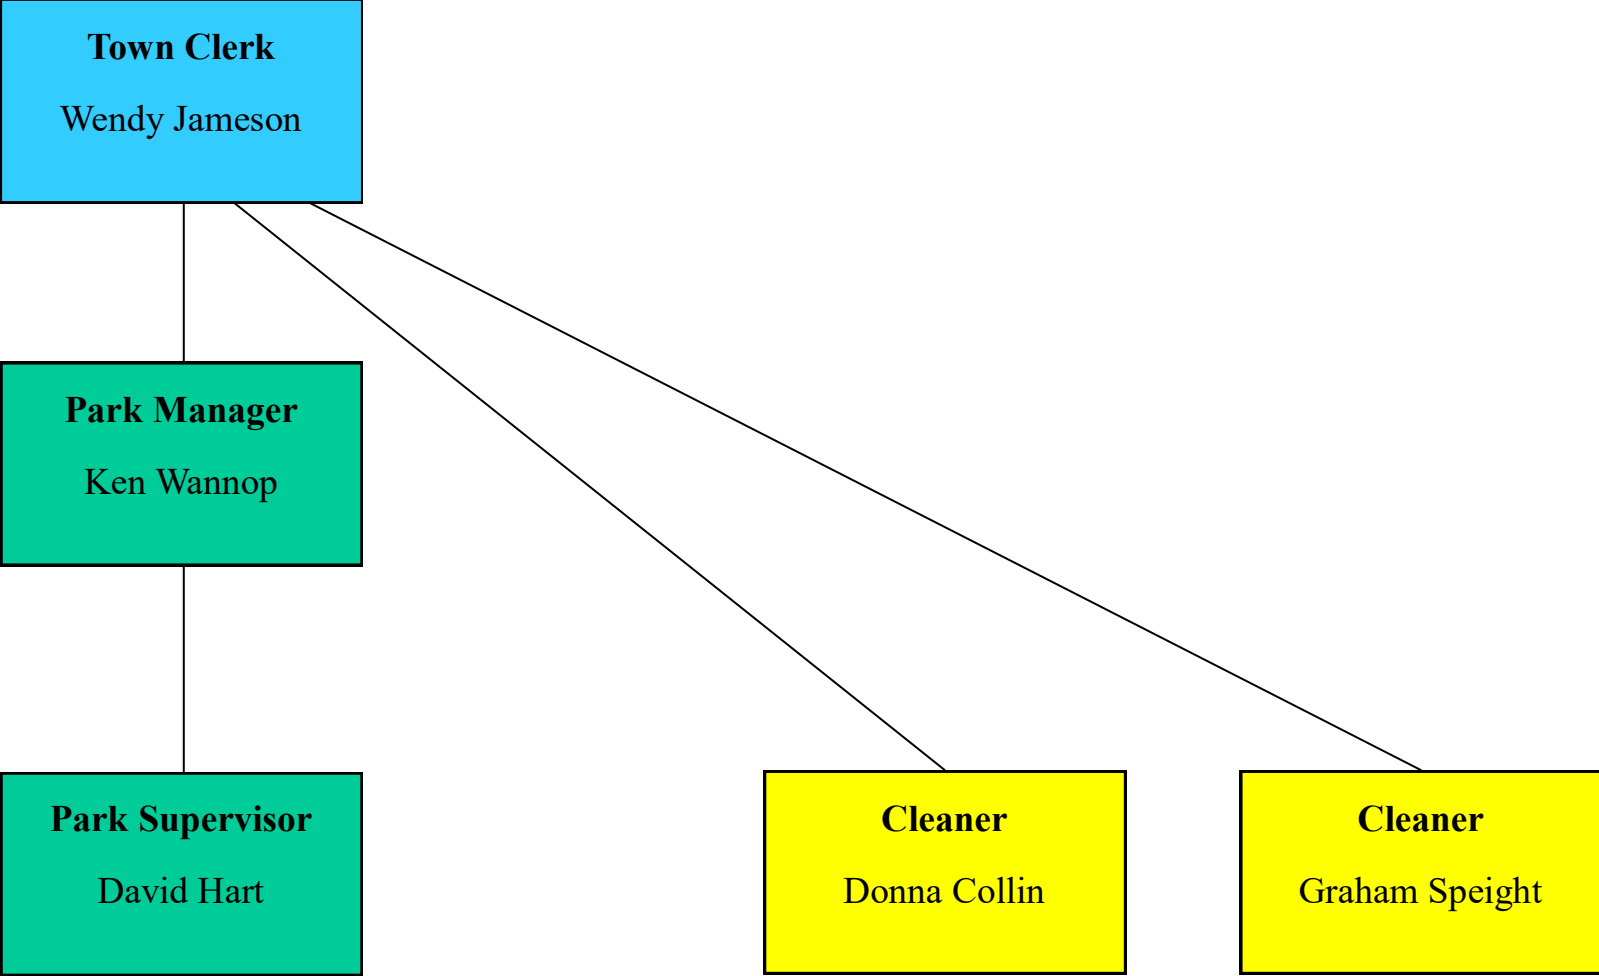 Town Clerk
Wendy Jameson
Park Manager
Ken Wannop
Park Supervisor
David Hart
Cleaner
Donna Collin
Cleaner
Graham Speight